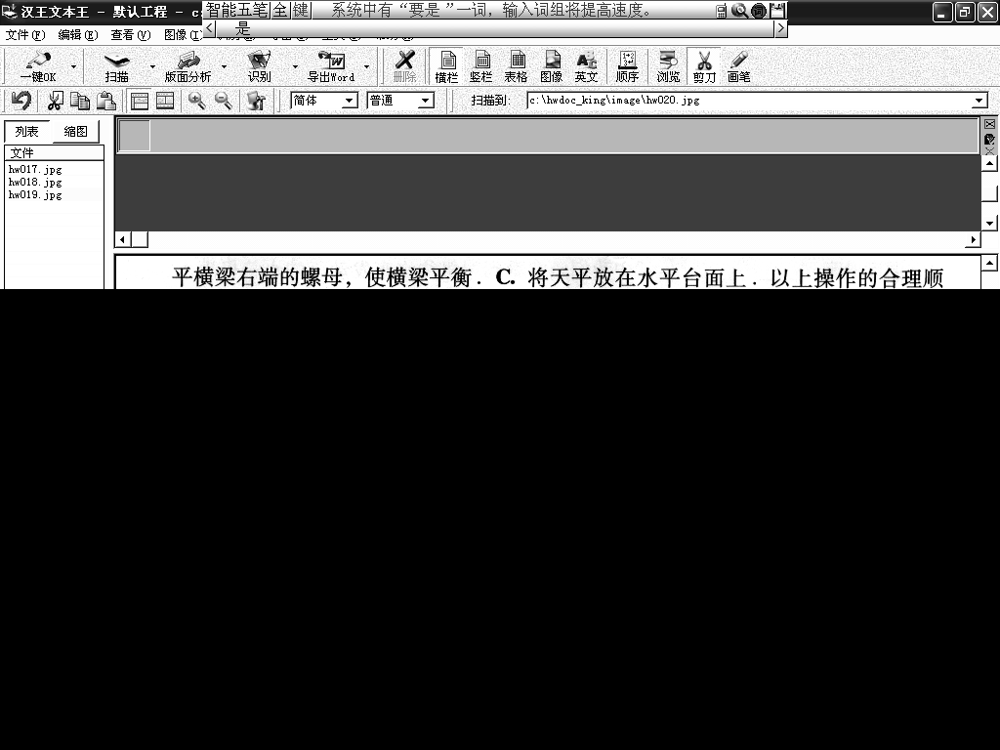 汉王文本王 - 默认工程 - c:
智能五笔 全 键 系统中有“要是”一词，输入词组将提高速度。
是
文件(F) 编辑(E) 查看(V) 图像(I)
一键OK 扫描 版面分析 识别 导出Word 删除 横栏 竖栏 表格 图像 英文 顺序 浏览 剪刀 画笔
简体 普通 扫描到: c:\hwdoc_king\image\hw020.jpg
列表 缩图
文件
hw017.jpg
hw018.jpg
hw019.jpg
平横梁右端的螺母，使横梁平衡. C. 将天平放在水平台面上. 以上操作的合理顺